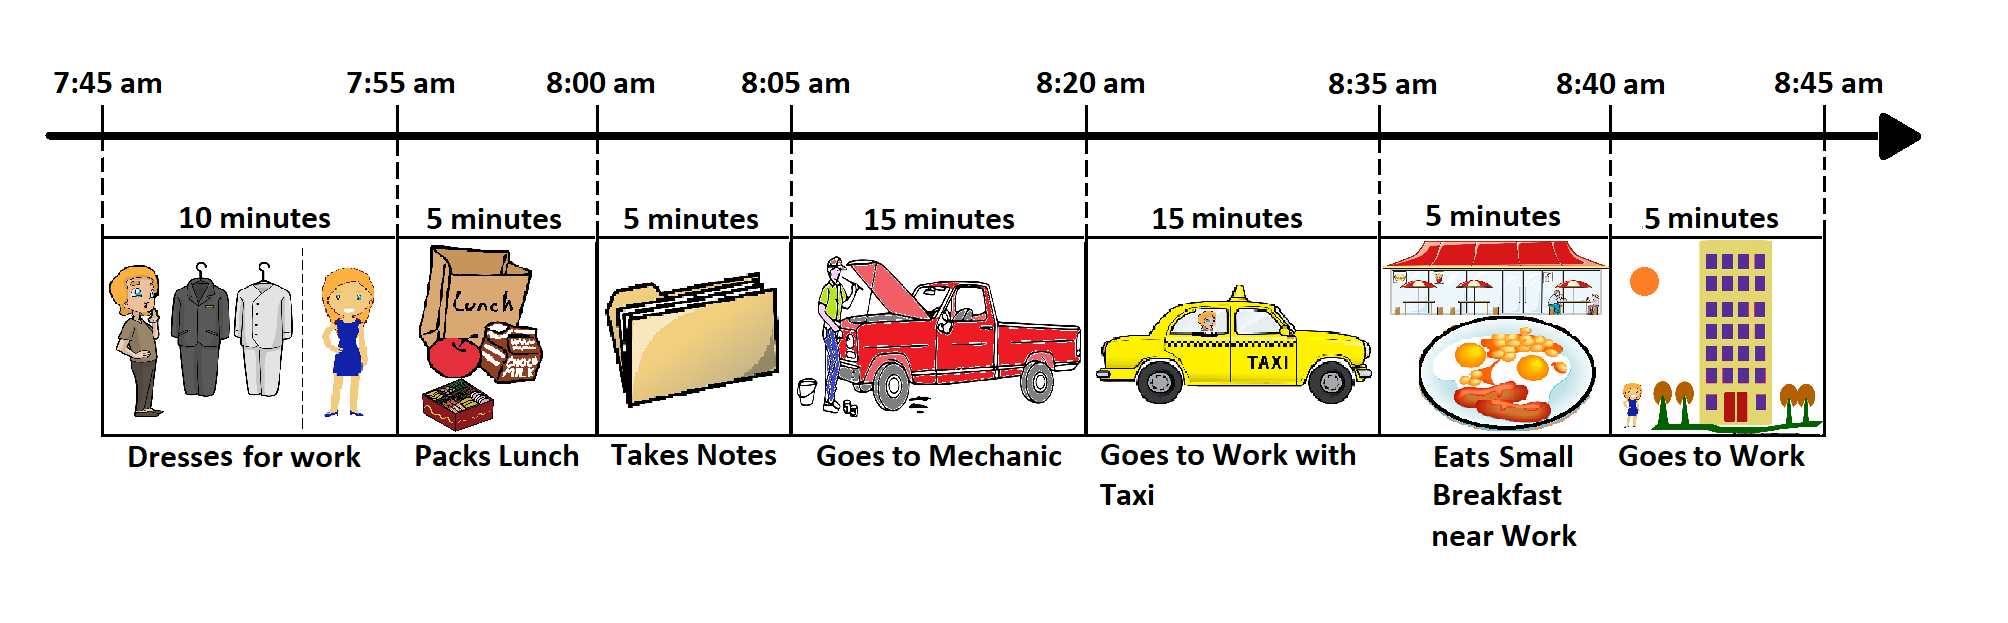 7:45 am 7:55 am 8:00 am 8:05 am 8:20 am 8:35 am 8:40 am 8:45 am
10 minutes 5 minutes 5 minutes 15 minutes 15 minutes 5 minutes 5 minutes
Lunch
CHOCO
MILK
TAXI
Dresses for work
Packs Lunch
Takes Notes
Goes to Mechanic
Goes to Work with
Taxi
Eats Small
Breakfast
near Work
Goes to Work